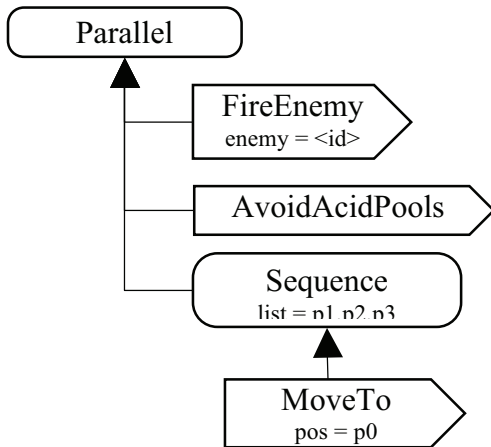 Parallel
FireEnemy
enemy = <id>
AvoidAcidPools
Sequence
list = p1,p2,p3
MoveTo
pos = p0